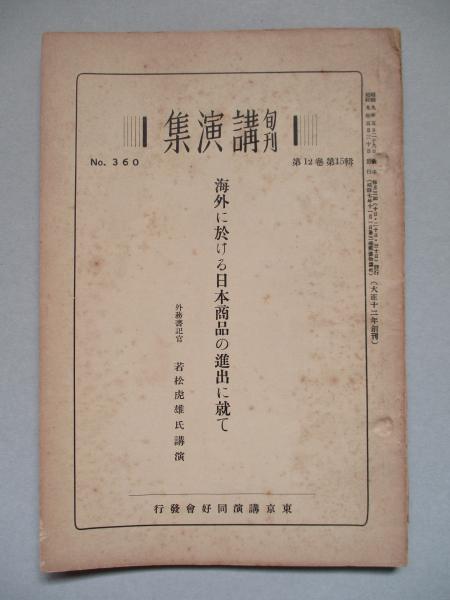 旬刊 講演集
No. 360
第12卷 第15輯
海外に於ける日本商品の進出に就て
外務書記官 若松虎雄氏講演
東京講演同好會發行
(大正十二年創刊)